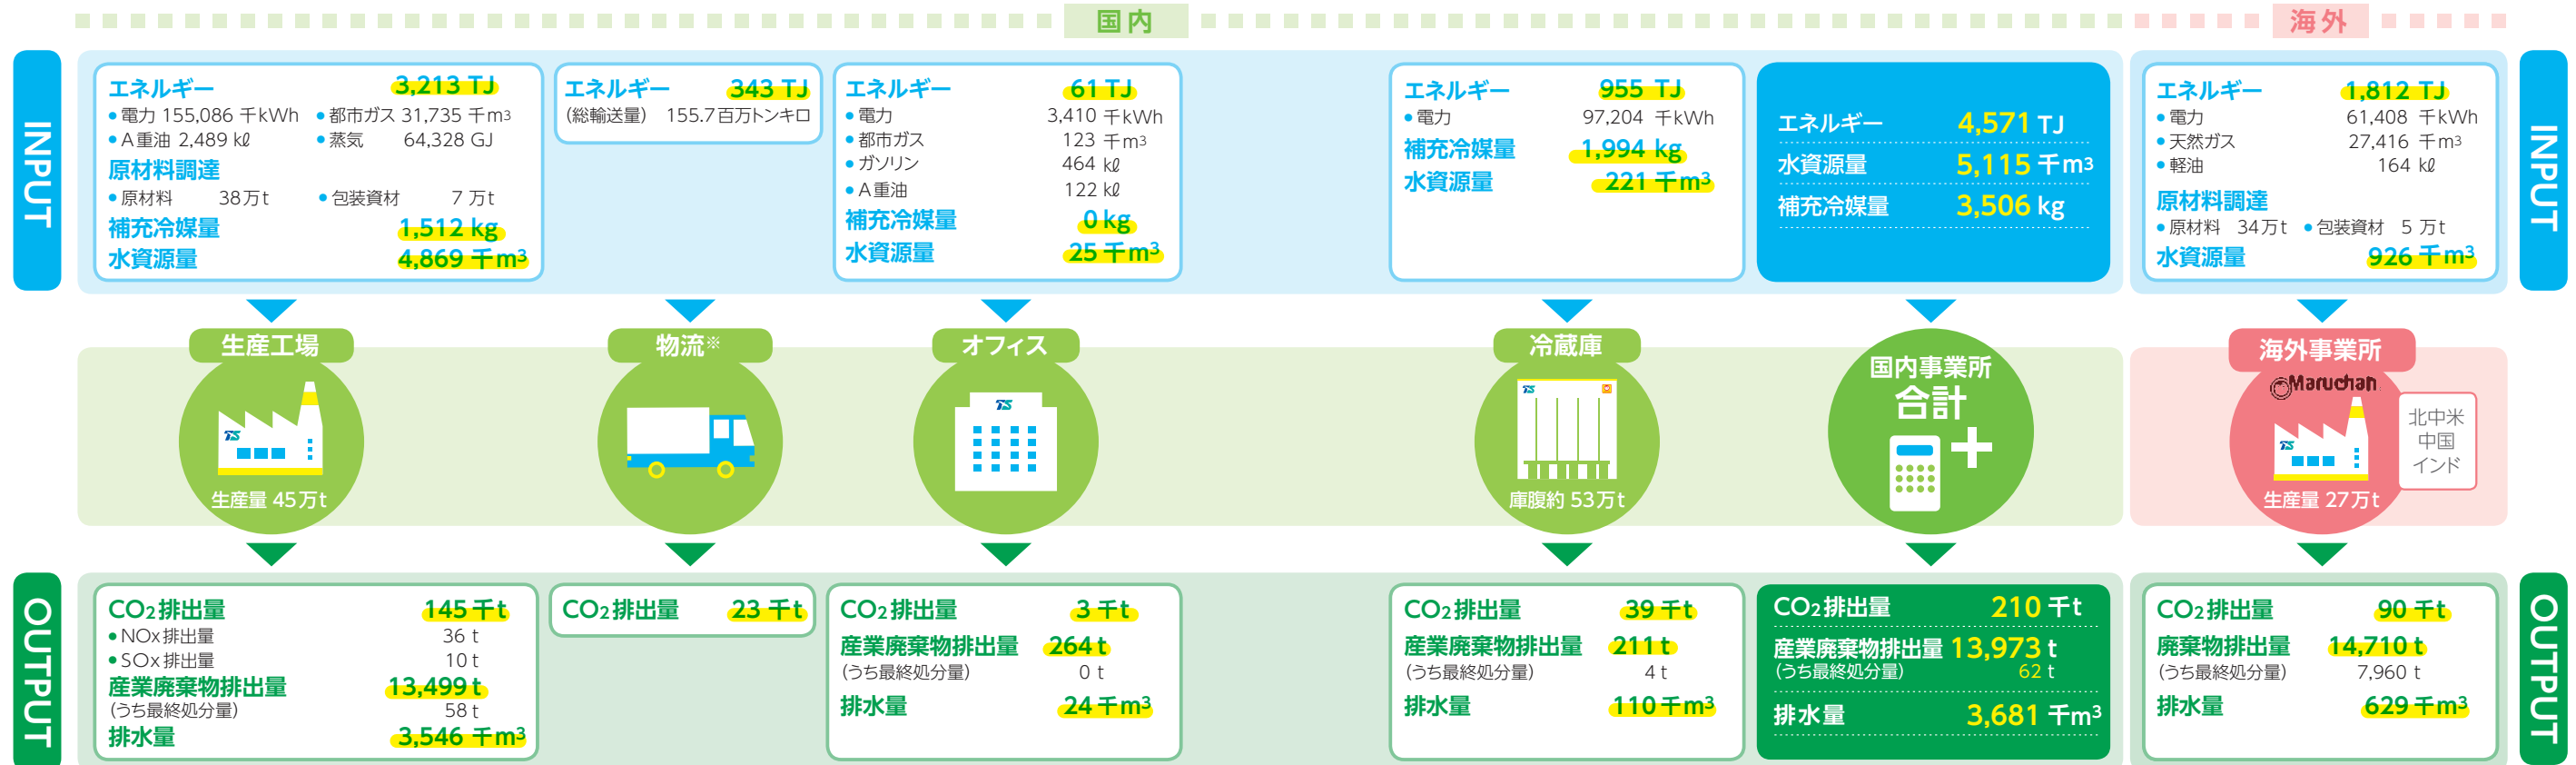 国内
海外
INPUT
エネルギー 3,213 TJ
• 電力 155,086 千kWh • 都市ガス 31,735 千m3
• A重油 2,489 kℓ • 蒸気 64,328 GJ
原材料調達
• 原材料 38万t • 包装資材 7 万t
補充冷媒量 1,512 kg
水資源量 4,869 千m3
エネルギー 343 TJ
(総輸送量) 155.7百万トンキロ
エネルギー 61 TJ
• 電力 3,410 千kWh
• 都市ガス 123 千m3
• ガソリン 464 kℓ
• A重油 122 kℓ
補充冷媒量 0 kg
水資源量 25 千m3
エネルギー 955 TJ
• 電力 97,204 千kWh
補充冷媒量 1,994 kg
水資源量 221 千m3
エネルギー 4,571 TJ
水資源量 5,115 千m3
補充冷媒量 3,506 kg
エネルギー 1,812 TJ
• 電力 61,408 千kWh
• 天然ガス 27,416 千m3
• 軽油 164 kℓ
原材料調達
• 原材料 34万t • 包装資材 5 万t
水資源量 926 千m3
INPUT
生産工場
TS
生産量 45万t
物流※
オフィス
TS
冷蔵庫
TS
庫腹約 53万t
国内事業所
合計
海外事業所
Maruchan
TS
生産量 27万t
北中米
中国
インド
OUTPUT
CO2排出量 145 千t
• NOx排出量 36 t
• SOx排出量 10 t
産業廃棄物排出量 13,499 t
(うち最終処分量) 58 t
排水量 3,546 千m3
CO2排出量 23 千t
CO2排出量 3 千t
産業廃棄物排出量 264 t
(うち最終処分量) 0 t
排水量 24 千m3
CO2排出量 39 千t
産業廃棄物排出量 211 t
(うち最終処分量) 4 t
排水量 110 千m3
CO2排出量 210 千t
産業廃棄物排出量 13,973 t
(うち最終処分量) 62 t
排水量 3,681 千m3
CO2排出量 90 千t
廃棄物排出量 14,710 t
(うち最終処分量) 7,960 t
排水量 629 千m3
OUTPUT